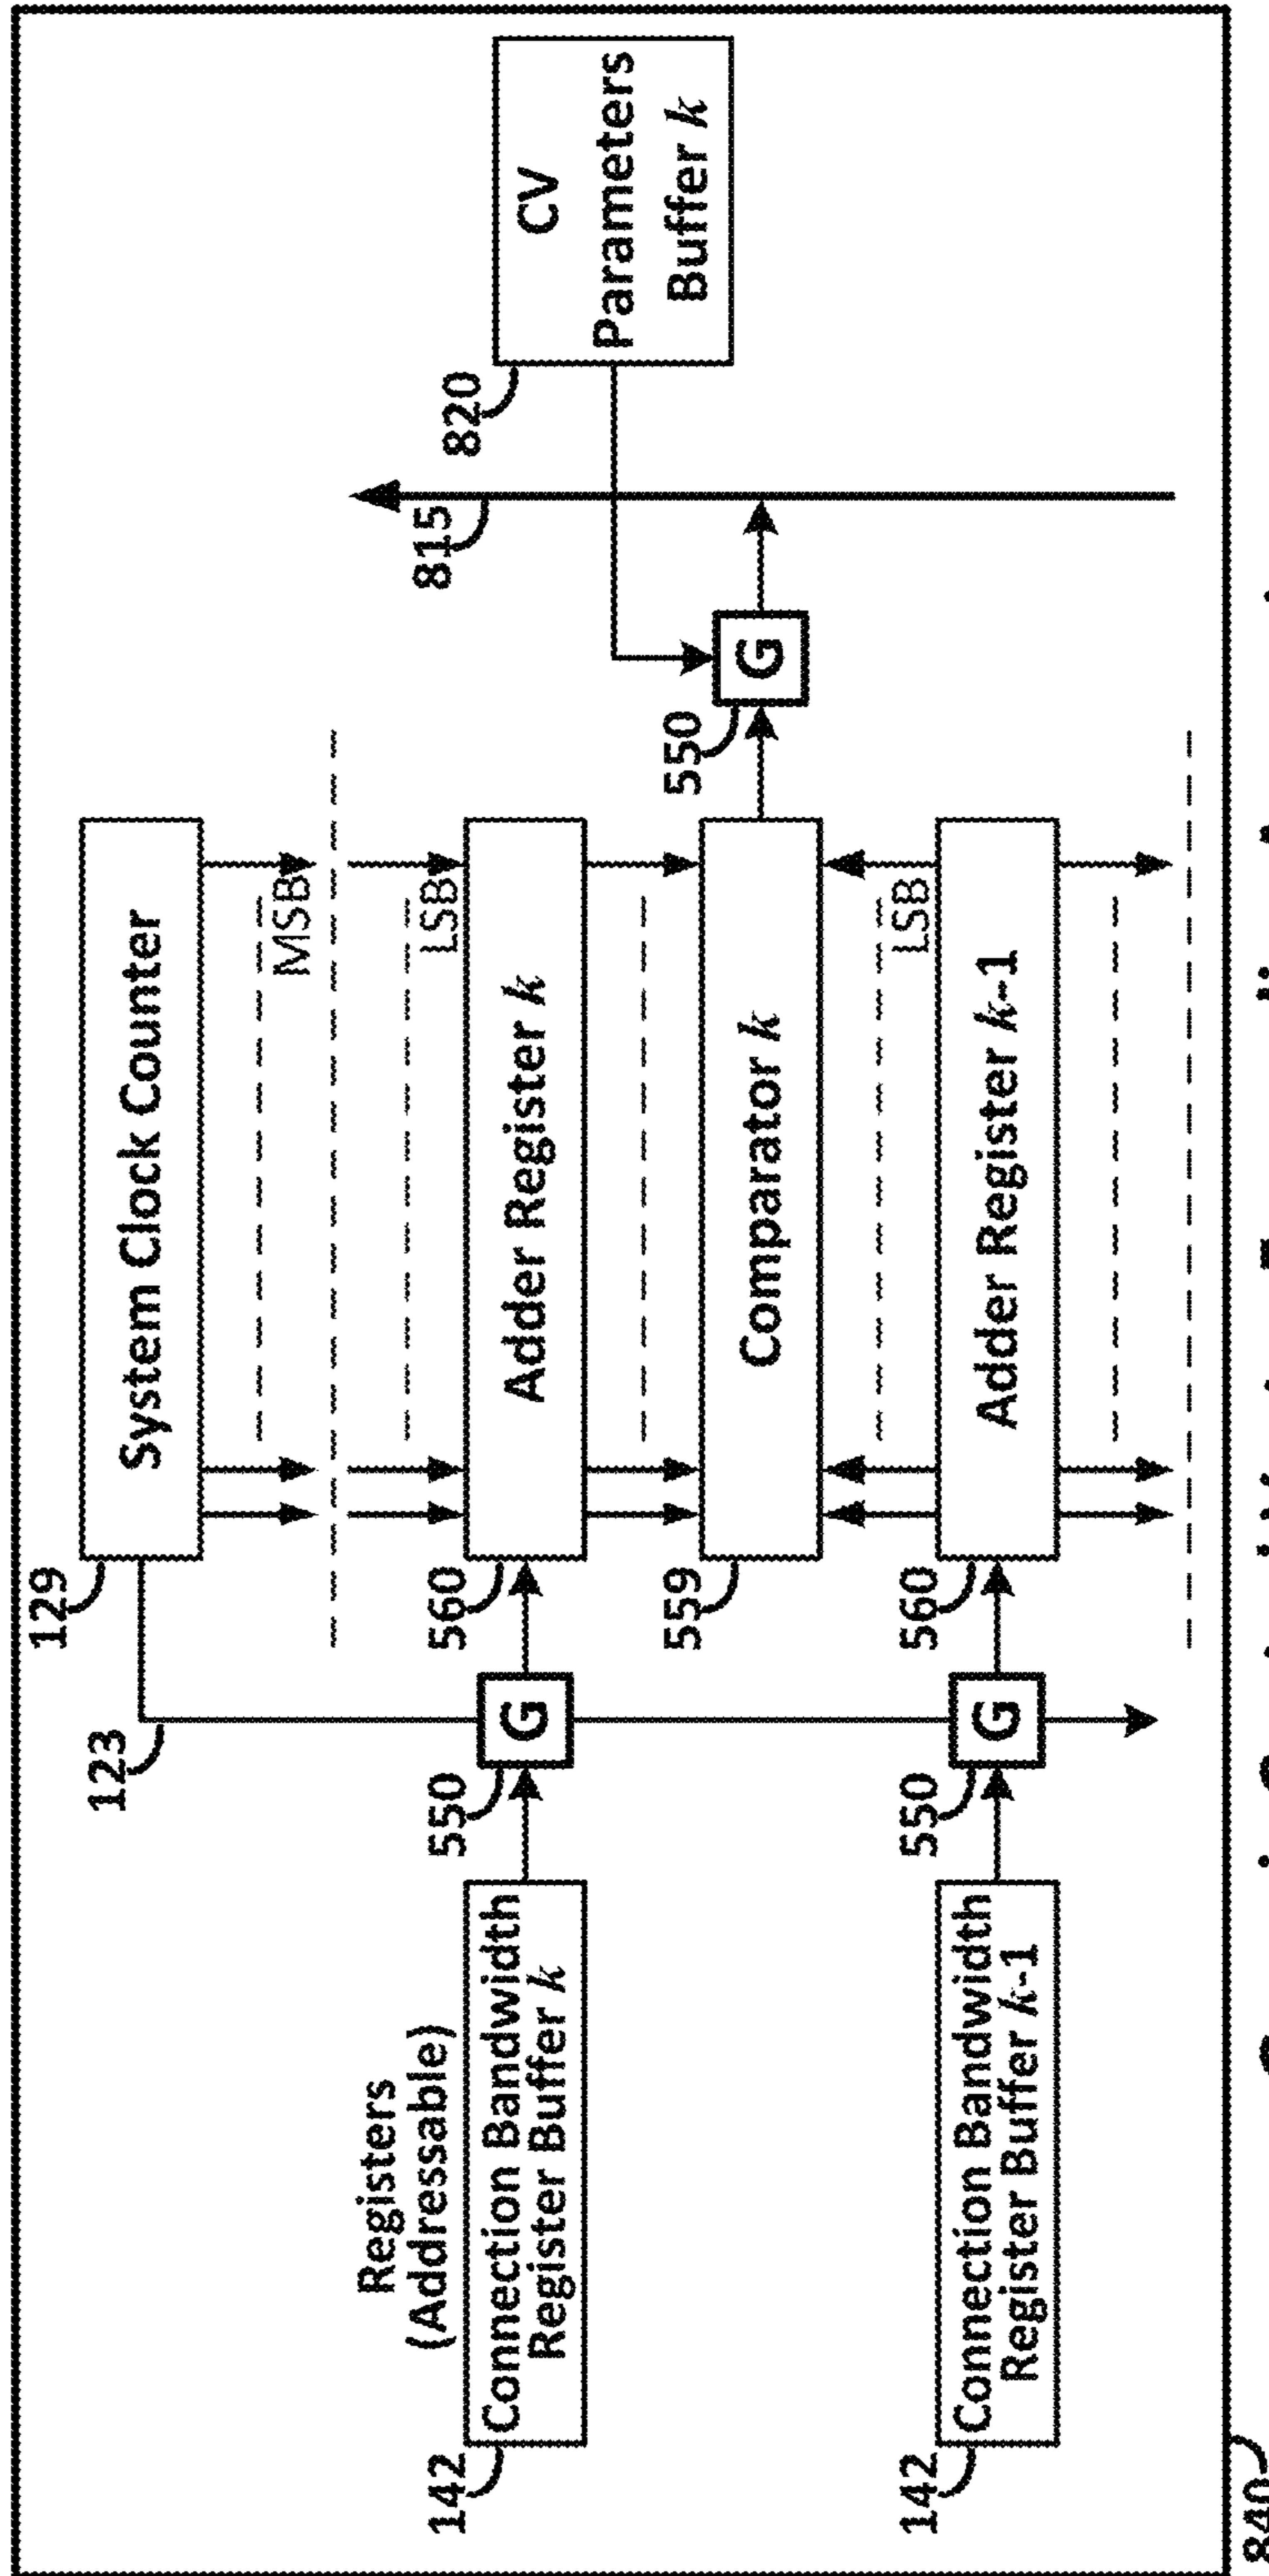 129
System Clock Counter
123
MSB
Registers
(Addressable)
LSB
142
Connection Bandwidth
Register Buffer k
550
G
560
Adder Register k
815
820
CV
Parameters
Buffer k
559
Comparator k
550
G
LSB
142
Connection Bandwidth
Register Buffer k-1
550
G
560
Adder Register k-1
840